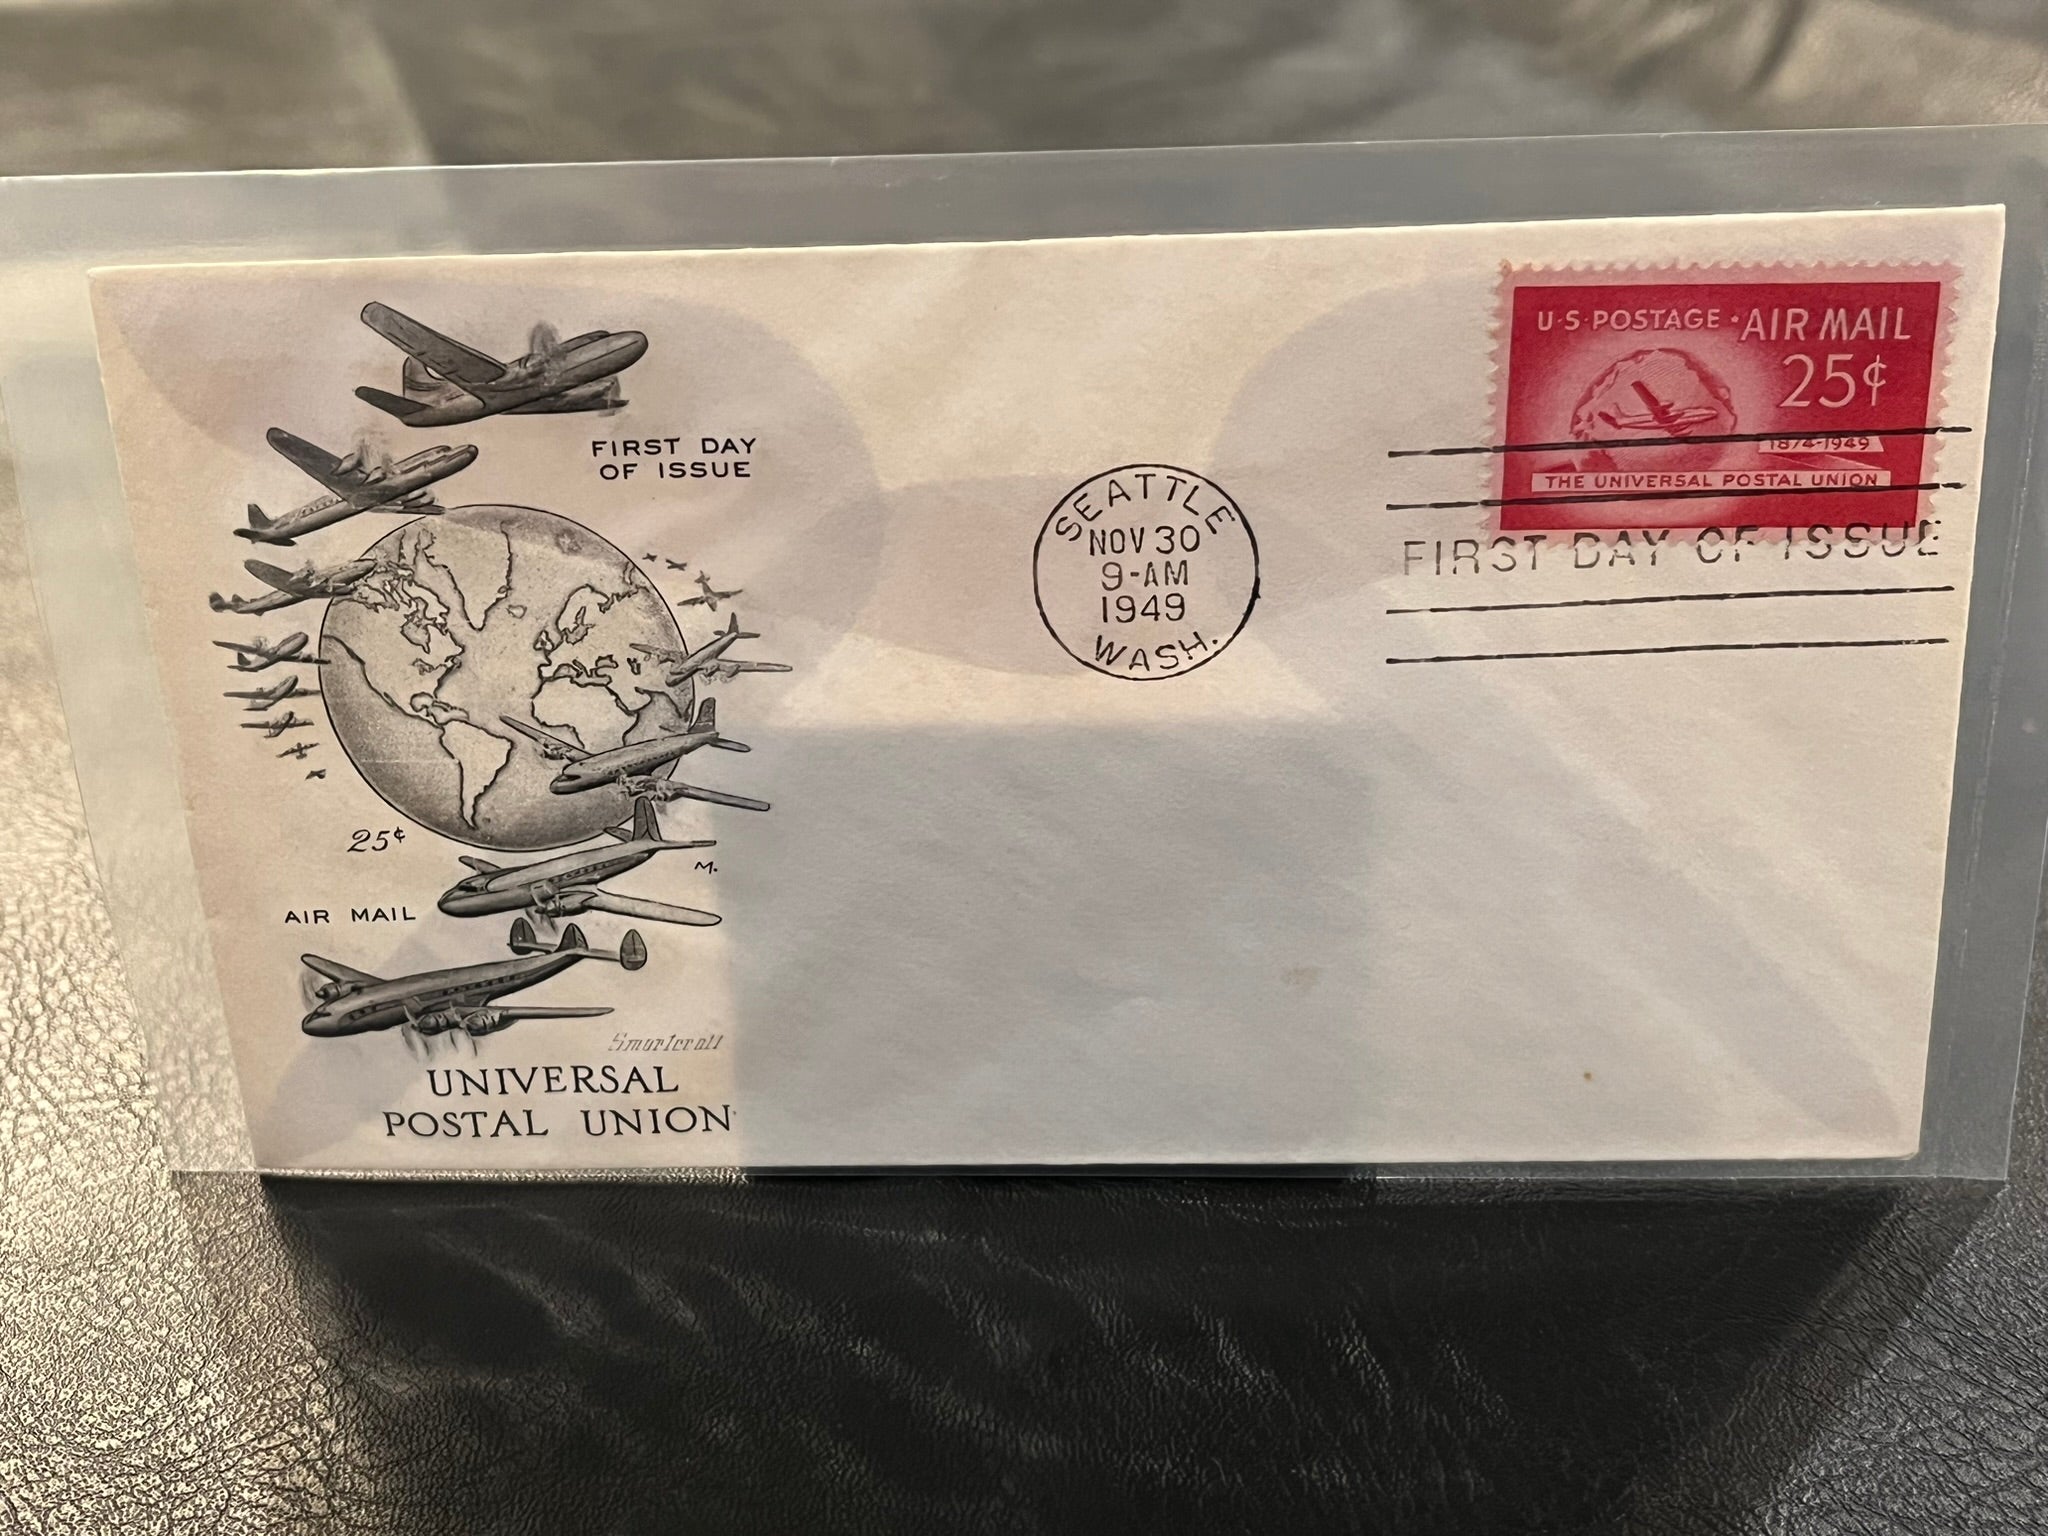 FIRST DAY
OF ISSUE
25¢
M.
AIR MAIL
Smartcraft
UNIVERSAL
POSTAL UNION
SEATTLE
NOV 30
9-AM
1949
WASH.
U·S·POSTAGE·AIR MAIL
25¢
1874-1949
THE UNIVERSAL POSTAL UNION
FIRST DAY OF ISSUE